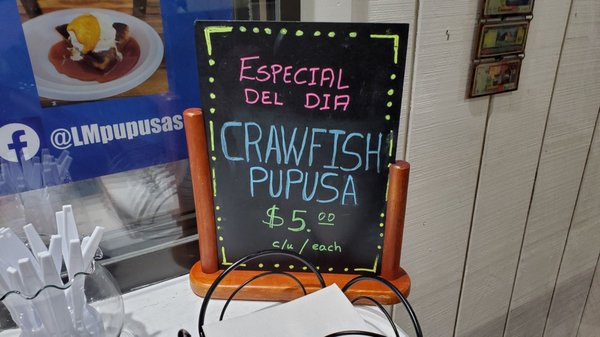 @LMpupusas
ESPECIAL
DEL DIA
CRAWFISH
PUPUSA
$5.00
c/u / each